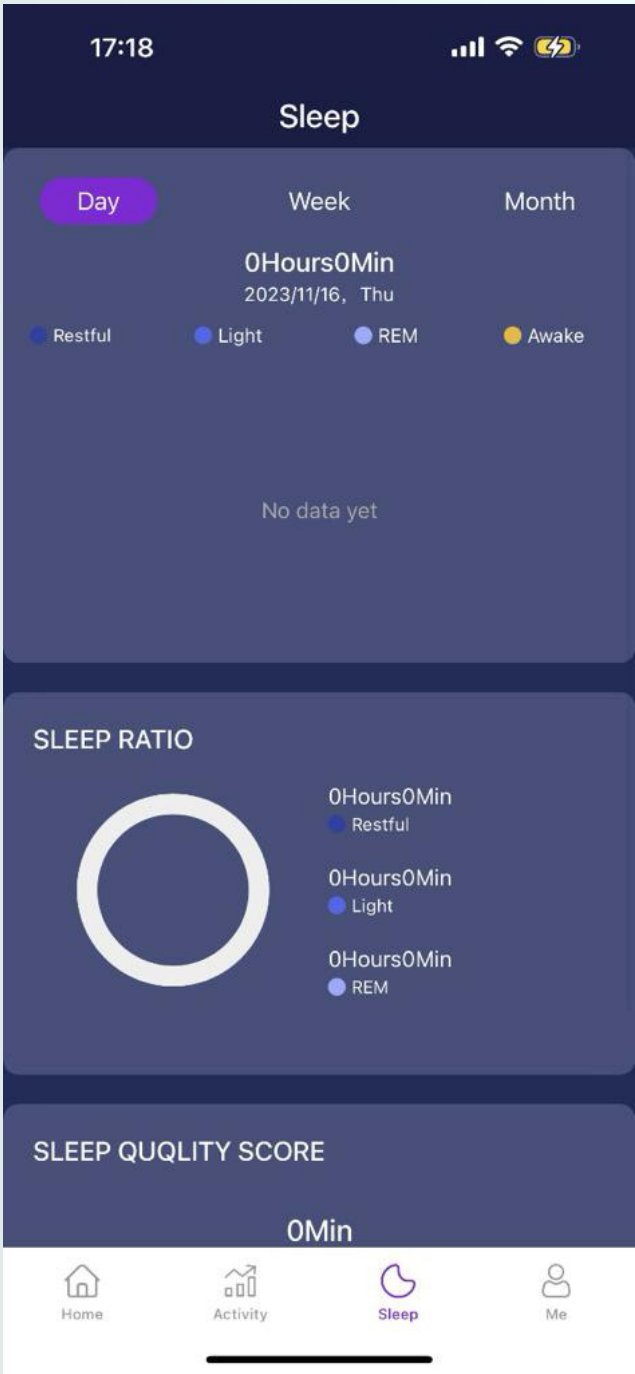 17:18
Sleep
Day Week Month
0Hours0Min
2023/11/16, Thu
Restful Light REM Awake
No data yet
SLEEP RATIO
0Hours0Min
Restful
0Hours0Min
Light
0Hours0Min
REM
SLEEP QUQLITY SCORE
0Min
Home Activity Sleep Me